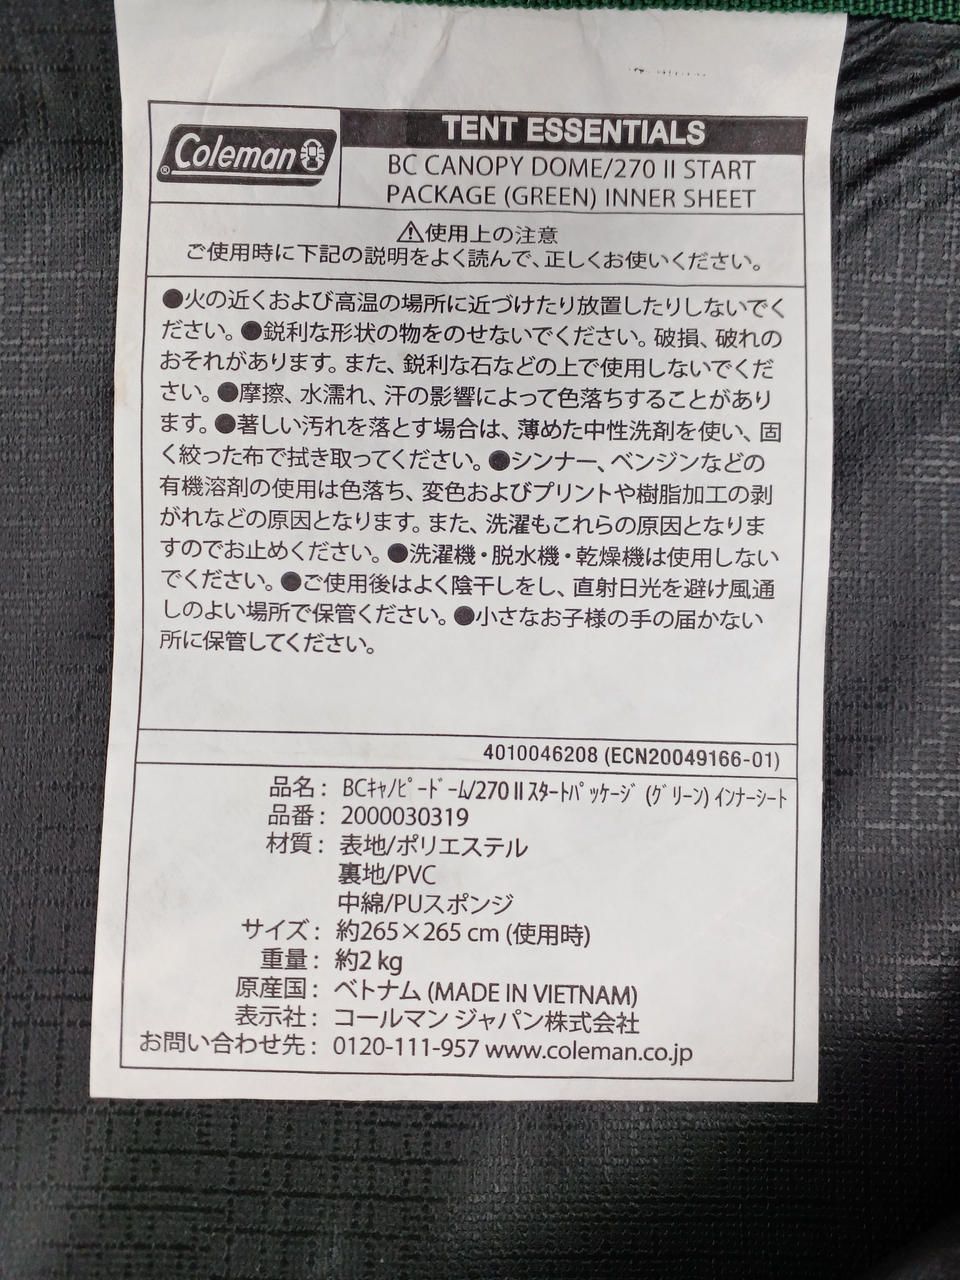 Coleman
TENT ESSENTIALS
BC CANOPY DOME/270 II START
PACKAGE (GREEN) INNER SHEET
⚠使用上の注意
ご使用時に下記の説明をよく読んで、正しくお使いください。
●火の近くおよび高温の場所に近づけたり放置したりしないでく
ださい。●鋭利な形状の物をのせないでください。破損、破れの
おそれがあります。また、鋭利な石などの上で使用しないでくだ
さい。●摩擦、水濡れ、汗の影響によって色落ちすることがあり
ます。●著しい汚れを落とす場合は、薄めた中性洗剤を使い、固
く絞った布で拭き取ってください。●シンナー、ベンジンなどの
有機溶剤の使用は色落ち、変色およびプリントや樹脂加工の剥
がれなどの原因となります。また、洗濯もこれらの原因となりま
すのでお止めください。●洗濯機・脱水機・乾燥機は使用しない
でください。●ご使用後はよく陰干しをし、直射日光を避け風通
しのよい場所で保管ください。●小さなお子様の手の届かない
所に保管してください。
4010046208 (ECN20049166-01)
品名： BCｷｬﾉﾋﾟｰﾄﾞｰﾑ/270 II ｽﾀｰﾄﾊﾟｯｹｰｼﾞ (ｸﾞﾘｰﾝ) ｲﾝﾅｰｼｰﾄ
品番： 2000030319
材質： 表地/ポリエステル
裏地/PVC
中綿/PUスポンジ
サイズ： 約265×265 cm (使用時)
重量： 約2 kg
原産国： ベトナム (MADE IN VIETNAM)
表示社： コールマン ジャパン株式会社
お問い合わせ先： 0120-111-957 www.coleman.co.jp